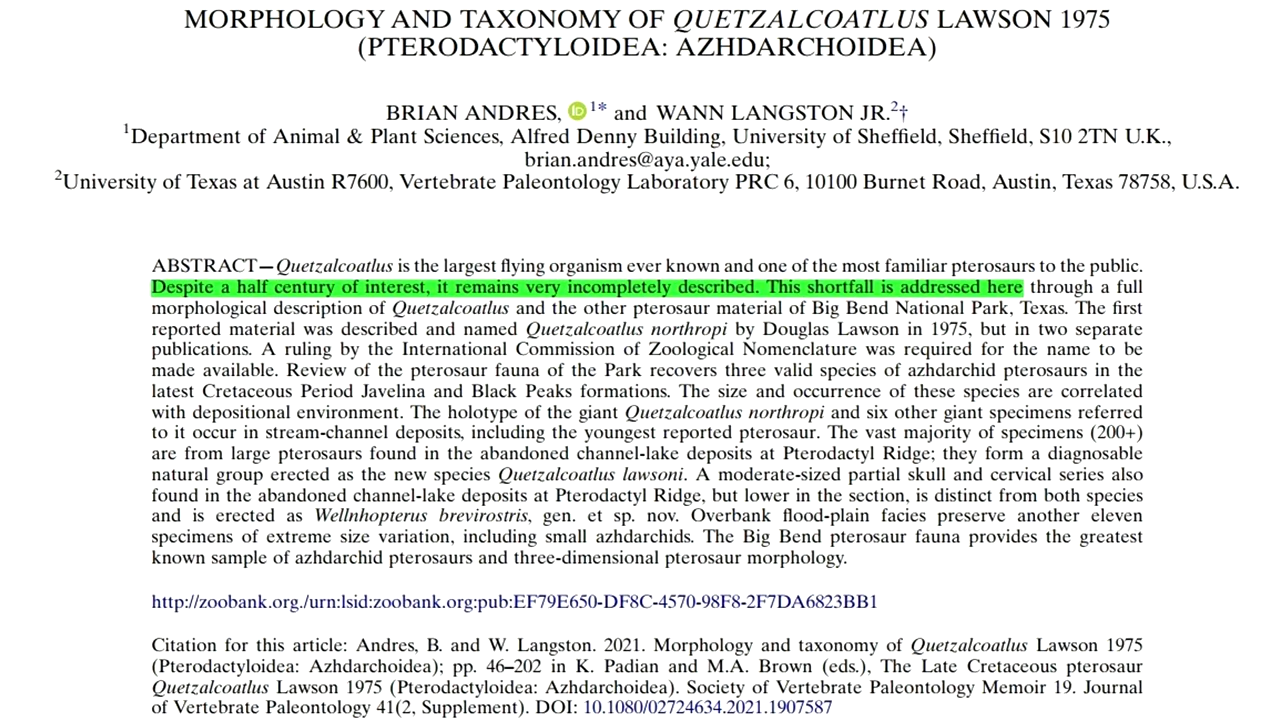 MORPHOLOGY AND TAXONOMY OF QUETZALCOATLUS LAWSON 1975
(PTERODACTYLOIDEA: AZHDARCHOIDEA)
BRIAN ANDRES, iD 1* and WANN LANGSTON JR.2†
1Department of Animal & Plant Sciences, Alfred Denny Building, University of Sheffield, Sheffield, S10 2TN U.K.,
brian.andres@aya.yale.edu;
2University of Texas at Austin R7600, Vertebrate Paleontology Laboratory PRC 6, 10100 Burnet Road, Austin, Texas 78758, U.S.A.
ABSTRACT—Quetzalcoatlus is the largest flying organism ever known and one of the most familiar pterosaurs to the public.
Despite a half century of interest, it remains very incompletely described. This shortfall is addressed here through a full
morphological description of Quetzalcoatlus and the other pterosaur material of Big Bend National Park, Texas. The first
reported material was described and named Quetzalcoatlus northropi by Douglas Lawson in 1975, but in two separate
publications. A ruling by the International Commission of Zoological Nomenclature was required for the name to be
made available. Review of the pterosaur fauna of the Park recovers three valid species of azhdarchid pterosaurs in the
latest Cretaceous Period Javelina and Black Peaks formations. The size and occurrence of these species are correlated
with depositional environment. The holotype of the giant Quetzalcoatlus northropi and six other giant specimens referred
to it occur in stream-channel deposits, including the youngest reported pterosaur. The vast majority of specimens (200+)
are from large pterosaurs found in the abandoned channel-lake deposits at Pterodactyl Ridge; they form a diagnosable
natural group erected as the new species Quetzalcoatlus lawsoni. A moderate-sized partial skull and cervical series also
found in the abandoned channel-lake deposits at Pterodactyl Ridge, but lower in the section, is distinct from both species
and is erected as Wellnhopterus brevirostris, gen. et sp. nov. Overbank flood-plain facies preserve another eleven
specimens of extreme size variation, including small azhdarchids. The Big Bend pterosaur fauna provides the greatest
known sample of azhdarchid pterosaurs and three-dimensional pterosaur morphology.
http://zoobank.org./urn:lsid:zoobank.org:pub:EF79E650-DF8C-4570-98F8-2F7DA6823BB1
Citation for this article: Andres, B. and W. Langston. 2021. Morphology and taxonomy of Quetzalcoatlus Lawson 1975
(Pterodactyloidea: Azhdarchoidea); pp. 46–202 in K. Padian and M.A. Brown (eds.), The Late Cretaceous pterosaur
Quetzalcoatlus Lawson 1975 (Pterodactyloidea: Azhdarchoidea). Society of Vertebrate Paleontology Memoir 19. Journal
of Vertebrate Paleontology 41(2, Supplement). DOI: 10.1080/02724634.2021.1907587